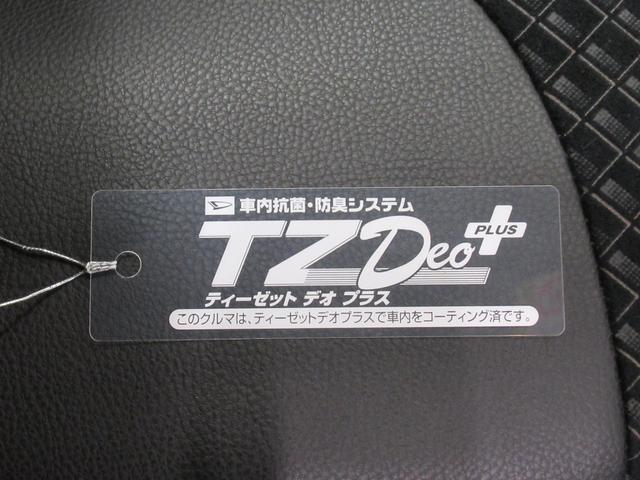 車内抗菌・防臭システム
TZ Deo PLUS
ティーゼット デオ プラス
このクルマは、ティーゼットデオプラスで車内をコーティング済です。